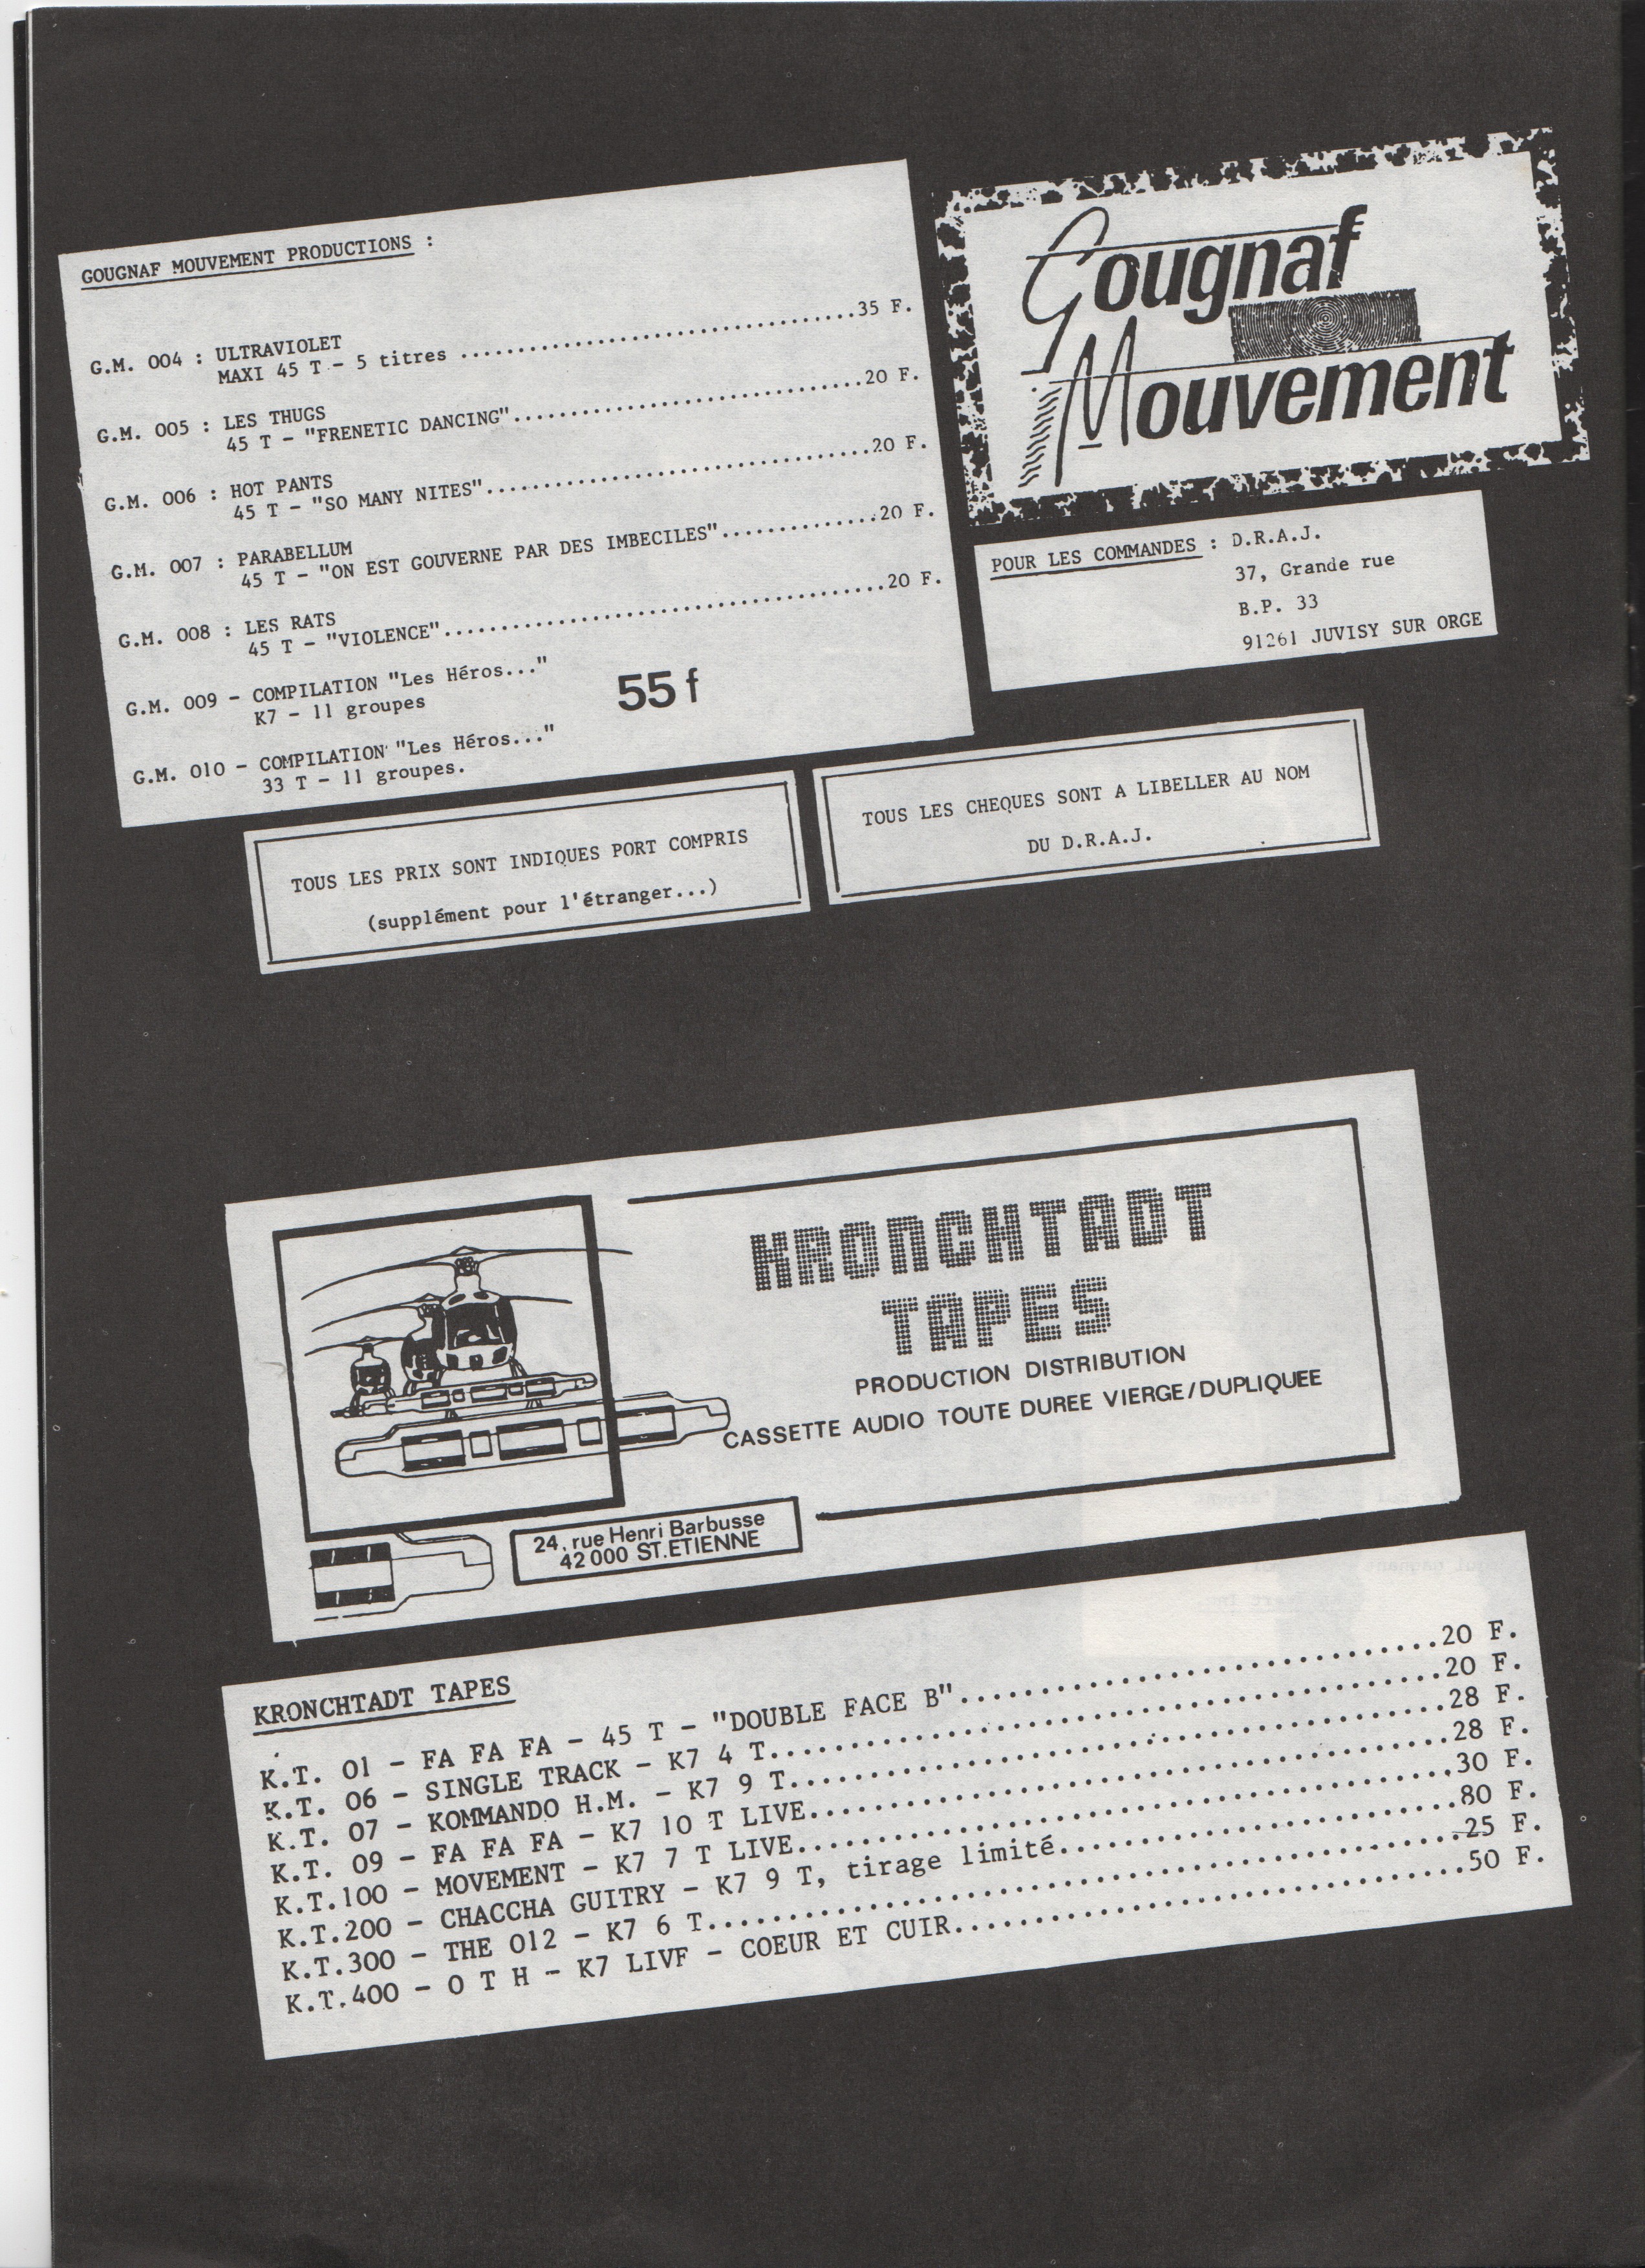 GOUGNAF MOUVEMENT PRODUCTIONS :
G.M. 004 : ULTRAVIOLET
MAXI 45 T - 5 titres ..................................35 F.
G.M. 005 : LES THUGS
45 T - "FRENETIC DANCING"...............................20 F.
G.M. 006 : HOT PANTS
45 T - "SO MANY NITES"..................................20 F.
G.M. 007 : PARABELLUM
45 T - "ON EST GOUVERNE PAR DES IMBECILES"..............20 F.
G.M. 008 : LES RATS
45 T - "VIOLENCE".......................................20 F.
G.M. 009 - COMPILATION "Les Héros..."
K7 - 11 groupes
55 f
G.M. 010 - COMPILATION "Les Héros..."
33 T - 11 groupes.
Gougnaf
Mouvement
POUR LES COMMANDES : D.R.A.J.
37, Grande rue
B.P. 33
91261 JUVISY SUR ORGE
TOUS LES PRIX SONT INDIQUES PORT COMPRIS
(supplément pour l'étranger...)
TOUS LES CHEQUES SONT A LIBELLER AU NOM
DU D.R.A.J.
KRONCHTADT
TAPES
PRODUCTION DISTRIBUTION
CASSETTE AUDIO TOUTE DUREE VIERGE/DUPLIQUEE
24, rue Henri Barbusse
42000 ST.ETIENNE
KRONCHTADT TAPES
K.T. 01 - FA FA FA - 45 T - "DOUBLE FACE B"..................................20 F.
K.T. 06 - SINGLE TRACK - K7 4 T..............................................20 F.
K.T. 07 - KOMMANDO H.M. - K7 9 T.............................................28 F.
K.T. 09 - FA FA FA - K7 10 T LIVE............................................28 F.
K.T.100 - MOVEMENT - K7 7 T LIVE.............................................30 F.
K.T.200 - CHACCHA GUITRY - K7 9 T, tirage limité.............................80 F.
K.T.300 - THE 012 - K7 6 T...................................................25 F.
K.T.400 - O T H - K7 LIVF - COEUR ET CUIR....................................50 F.